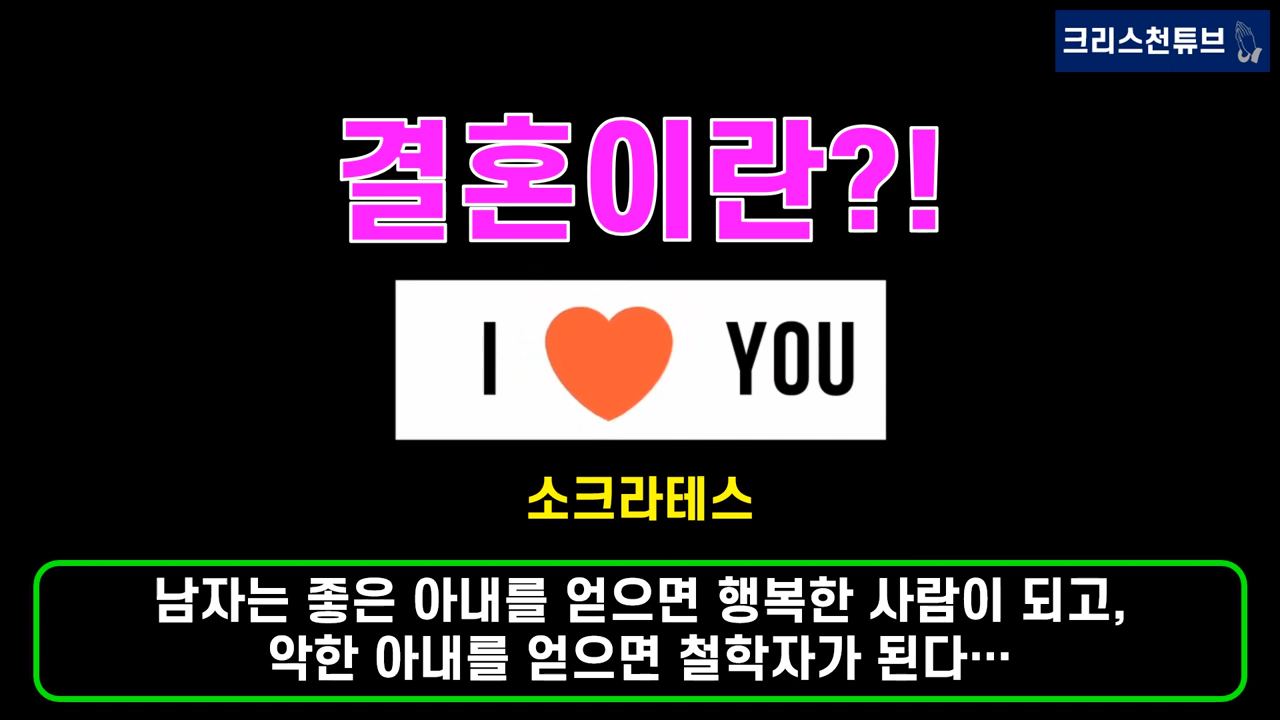 크리스천튜브
결혼이란?!
I YOU
소크라테스
남자는 좋은 아내를 얻으면 행복한 사람이 되고,
악한 아내를 얻으면 철학자가 된다…